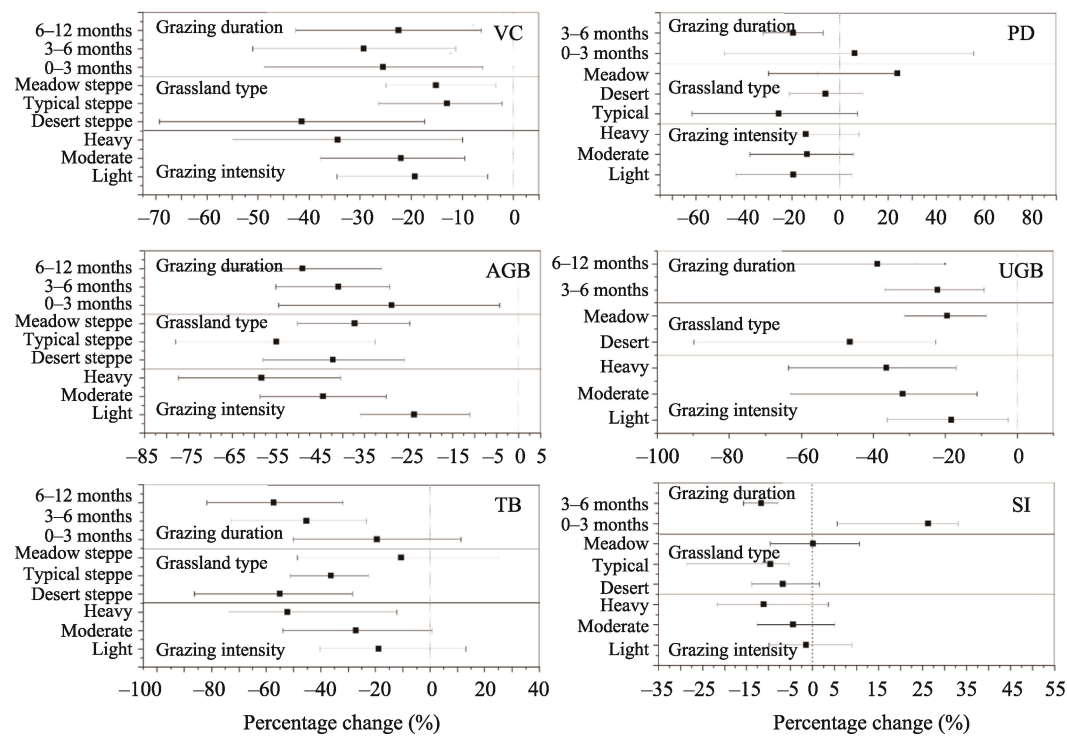 VC
Grazing duration
6–12 months
3–6 months
0–3 months
Meadow steppe
Grassland type
Typical steppe
Desert steppe
Heavy
Moderate
Grazing intensity
Light
–70 –60 –50 –40 –30 –20 –10 0
PD
Grazing duration
3–6 months
0–3 months
Meadow
Grassland type
Desert
Typical
Heavy
Grazing intensity
Moderate
Light
–60 –40 –20 0 20 40 60 80
AGB
6–12 months
Grazing duration
3–6 months
0–3 months
Meadow steppe
Grassland type
Typical steppe
Desert steppe
Heavy
Moderate
Light
Grazing intensity
–85 –75 –65 –55 –45 –35 –25 –15 –5 5
UGB
6–12 months
Grazing duration
3–6 months
Meadow
Grassland type
Desert
Heavy
Moderate
Grazing intensity
Light
–100 –80 –60 –40 –20 0
TB
6–12 months
3–6 months
Grazing duration
0–3 months
Meadow steppe
Grassland type
Typical steppe
Desert steppe
Heavy
Moderate
Light
Grazing intensity
–100 –80 –60 –40 –20 0 20 40
Percentage change (%)
SI
Grazing duration
3–6 months
0–3 months
Meadow
Grassland type
Typical
Desert
Heavy
Moderate
Light
Grazing intensity
–35 –25 –15 –5 0 5 15 25 35 45 55
Percentage change (%)